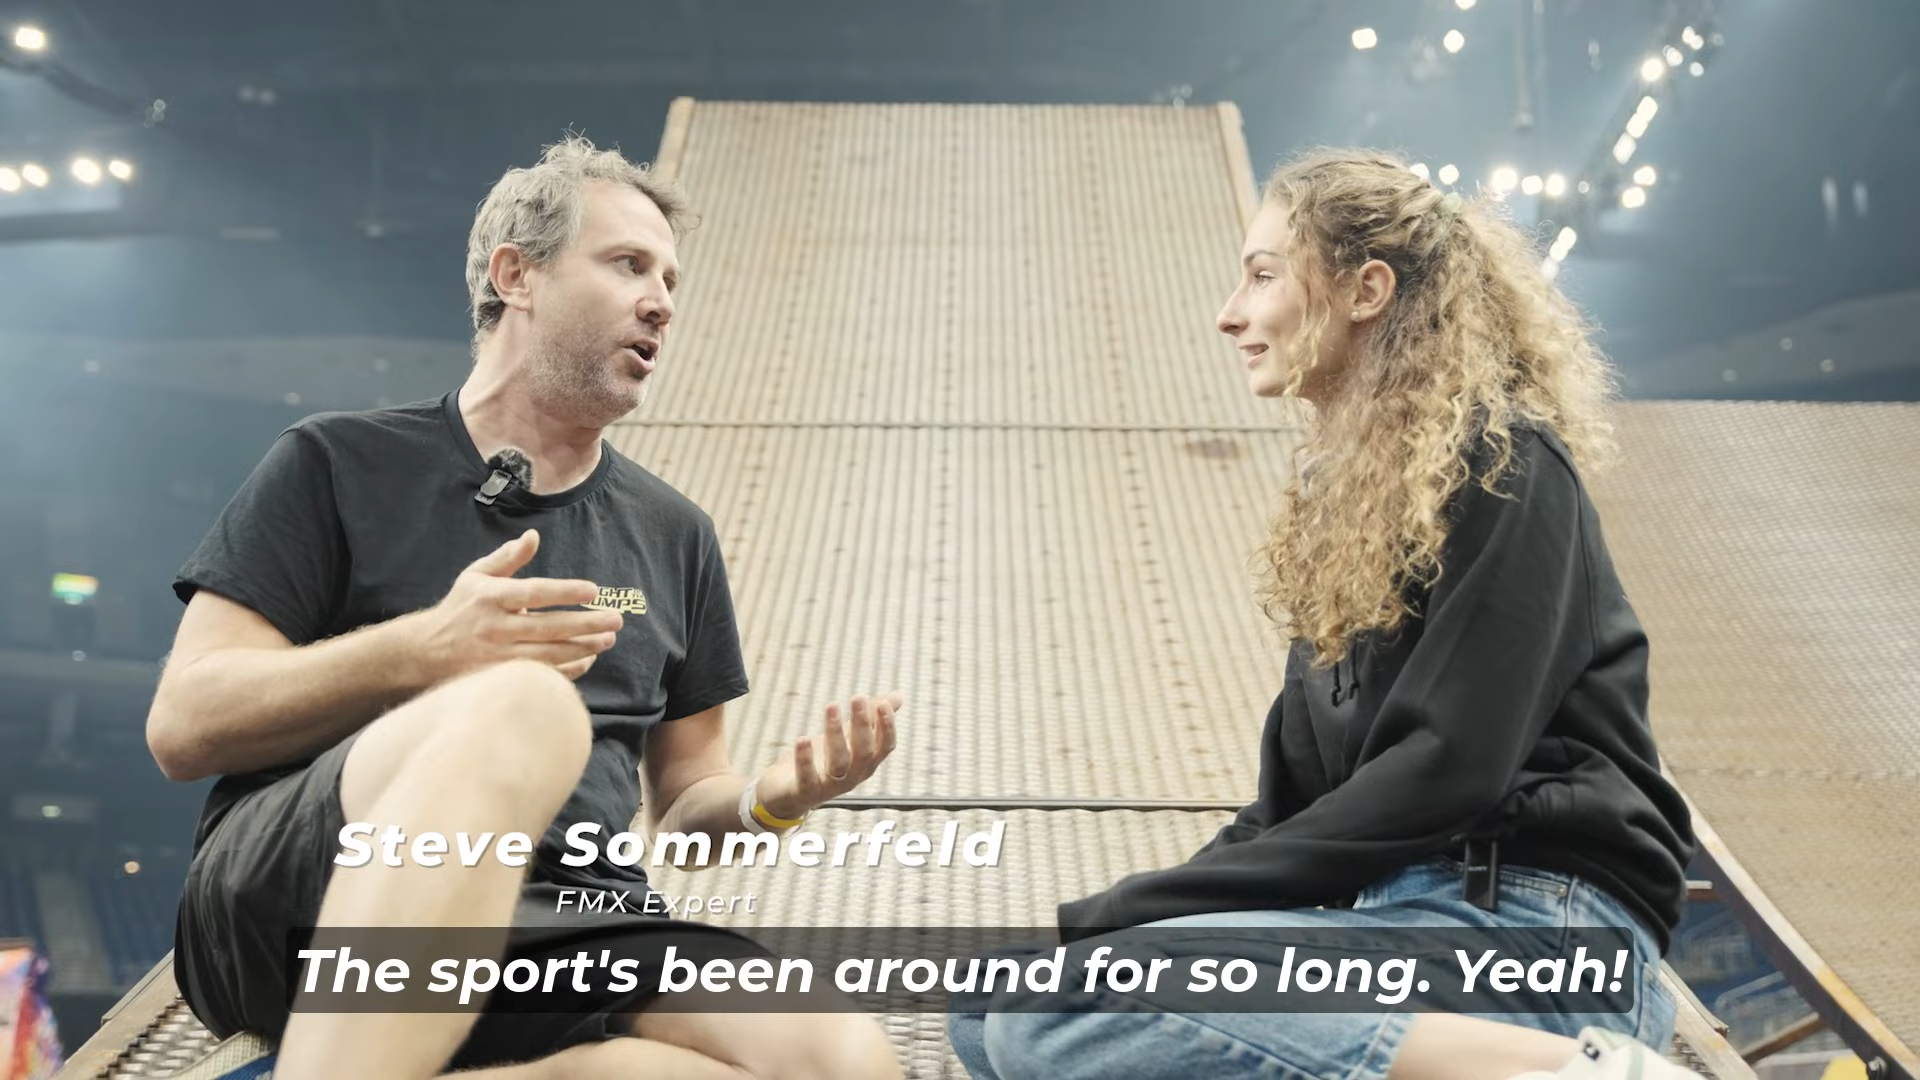 Steve Sommerfeld
FMX Expert
The sport's been around for so long. Yeah!